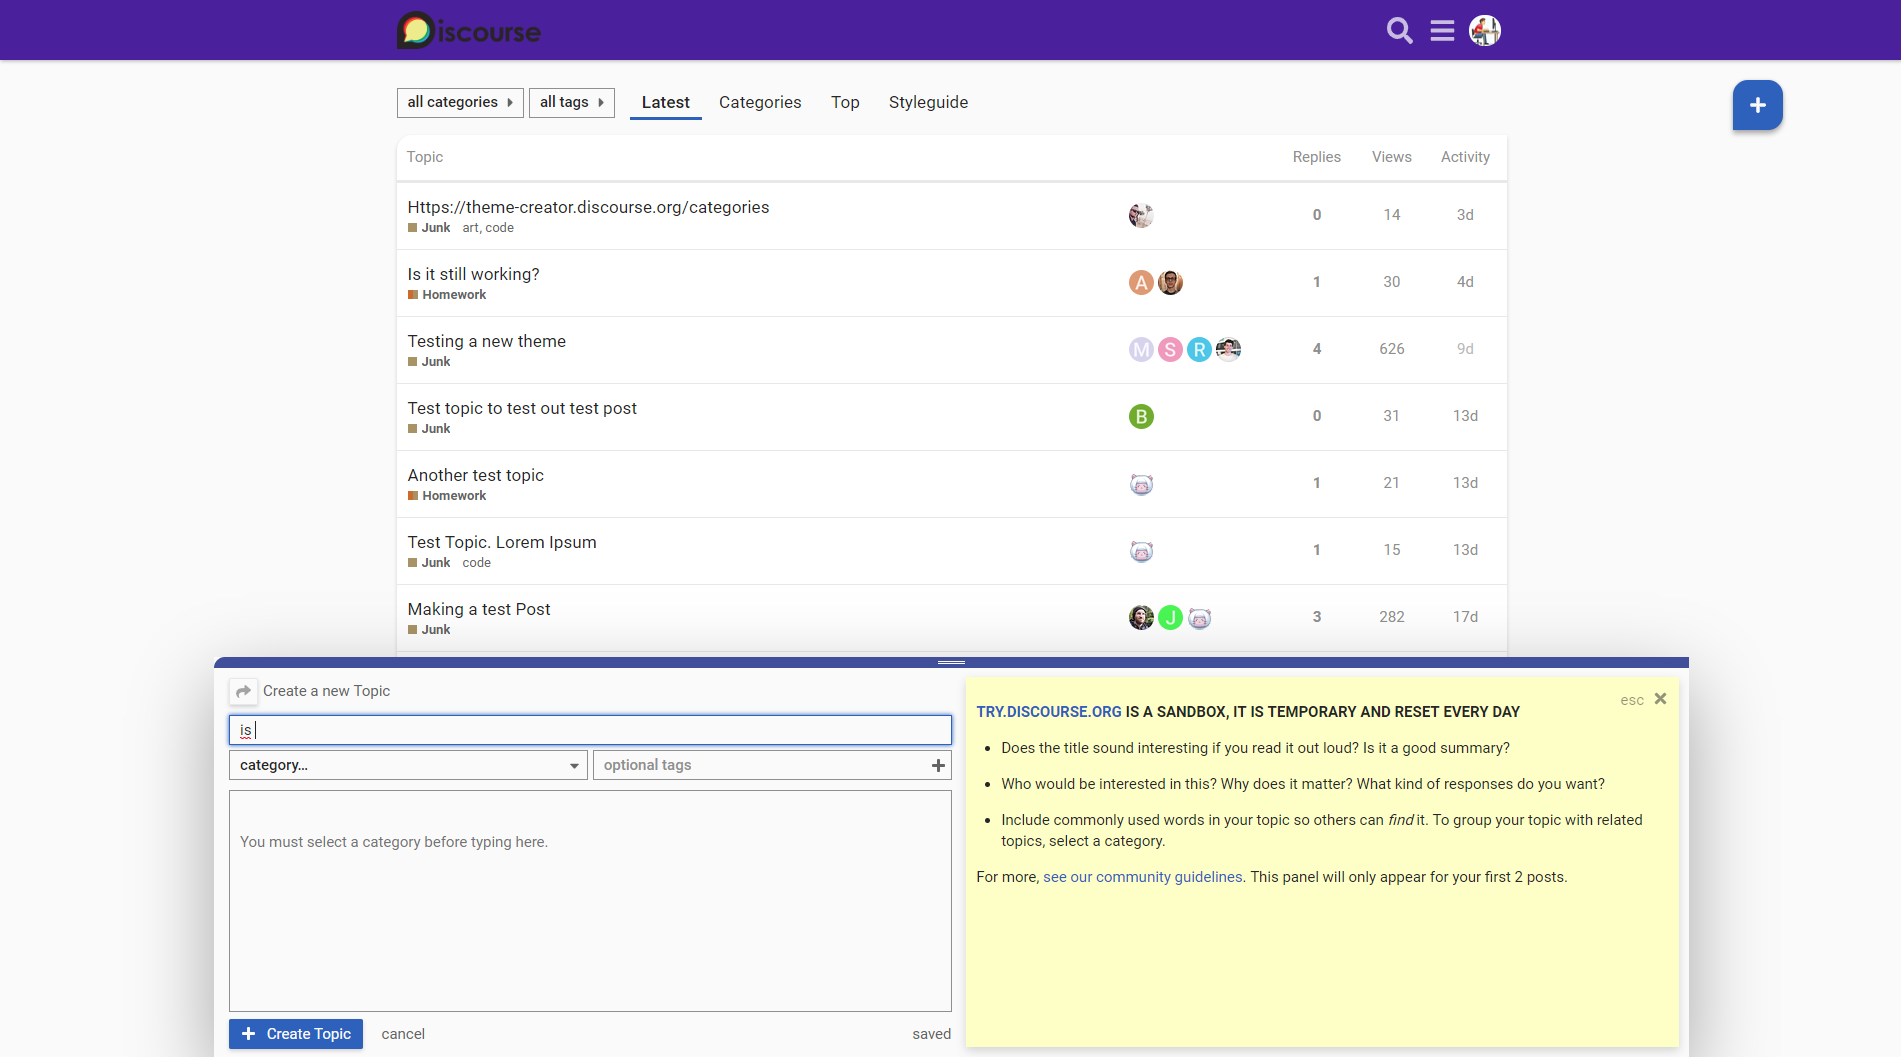 Discourse
all categories
all tags
Latest
Categories
Top
Styleguide
Topic
Replies
Views
Activity
Https://theme-creator.discourse.org/categories
Junk art, code
0
14
3d
Is it still working?
Homework
A
1
30
4d
Testing a new theme
Junk
M
S
R
4
626
9d
Test topic to test out test post
Junk
B
0
31
13d
Another test topic
Homework
1
21
13d
Test Topic. Lorem Ipsum
Junk code
1
15
13d
Making a test Post
Junk
J
3
282
17d
Create a new Topic
is
category...
optional tags
You must select a category before typing here.
Create Topic
cancel
saved
esc
TRY.DISCOURSE.ORG IS A SANDBOX, IT IS TEMPORARY AND RESET EVERY DAY
Does the title sound interesting if you read it out loud? Is it a good summary?
Who would be interested in this? Why does it matter? What kind of responses do you want?
Include commonly used words in your topic so others can find it. To group your topic with related
topics, select a category.
For more, see our community guidelines. This panel will only appear for your first 2 posts.